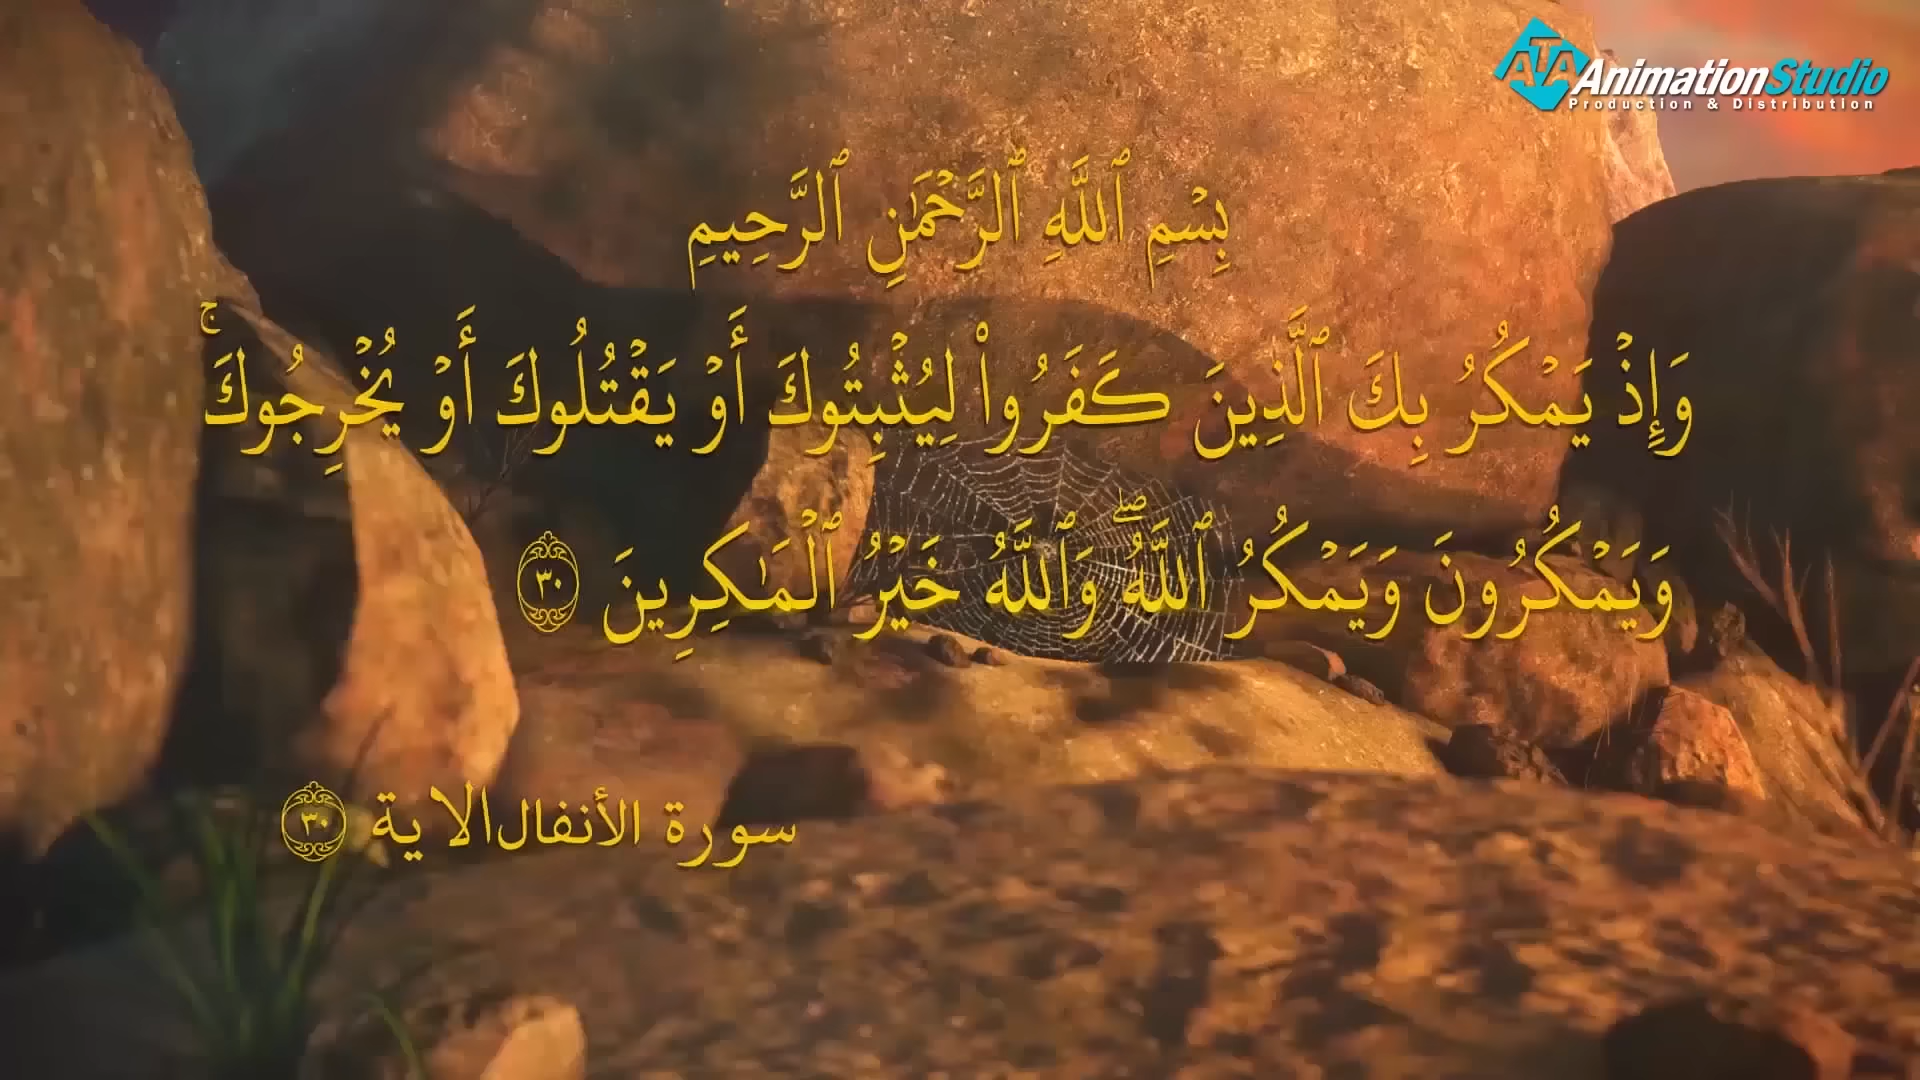 ATA AnimationStudio
Production & Distribution
بِسْمِ ٱللَّهِ ٱلرَّحْمَٰنِ ٱلرَّحِيمِ
وَإِذْ يَمْكُرُ بِكَ ٱلَّذِينَ كَفَرُوا۟ لِيُثْبِتُوكَ أَوْ يَقْتُلُوكَ أَوْ يُخْرِجُوكَ ۚ
وَيَمْكُرُونَ وَيَمْكُرُ ٱللَّهُ ۖ وَٱللَّهُ خَيْرُ ٱلْمَـٰكِرِينَ ٣٠
سورة الأنفال الاية ٣٠